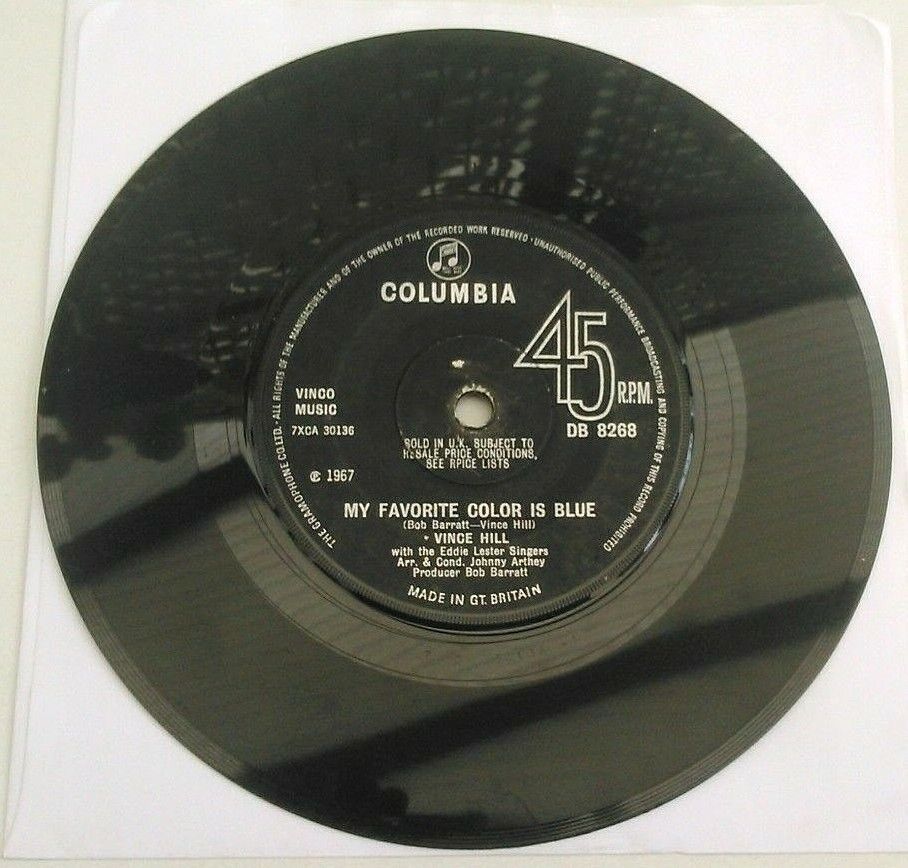 THE GRAMOPHONE CO. LTD. · ALL RIGHTS OF THE MANUFACTURER AND OF THE OWNER OF THE RECORDED WORK RESERVED · UNAUTHORISED PUBLIC PERFORMANCE BROADCASTING AND COPYING OF THIS RECORD PROHIBITED
COLUMBIA
45
R.P.M.
DB 8268
VINCO
MUSIC
7XCA 30136
SOLD IN U.K. SUBJECT TO
RESALE PRICE CONDITIONS,
SEE RPICE LISTS
℗ 1967
MY FAVORITE COLOR IS BLUE
(Bob Barratt—Vince Hill)
VINCE HILL
with the Eddie Lester Singers
Arr. & Cond. Johnny Arthey
Producer Bob Barratt
MADE IN GT. BRITAIN